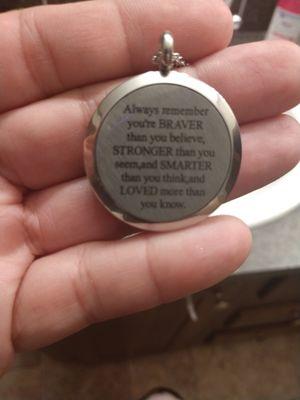 Always remember
you're BRAVER
than you believe,
STRONGER than you
seem,and SMARTER
than you think,and
LOVED more than
you know.